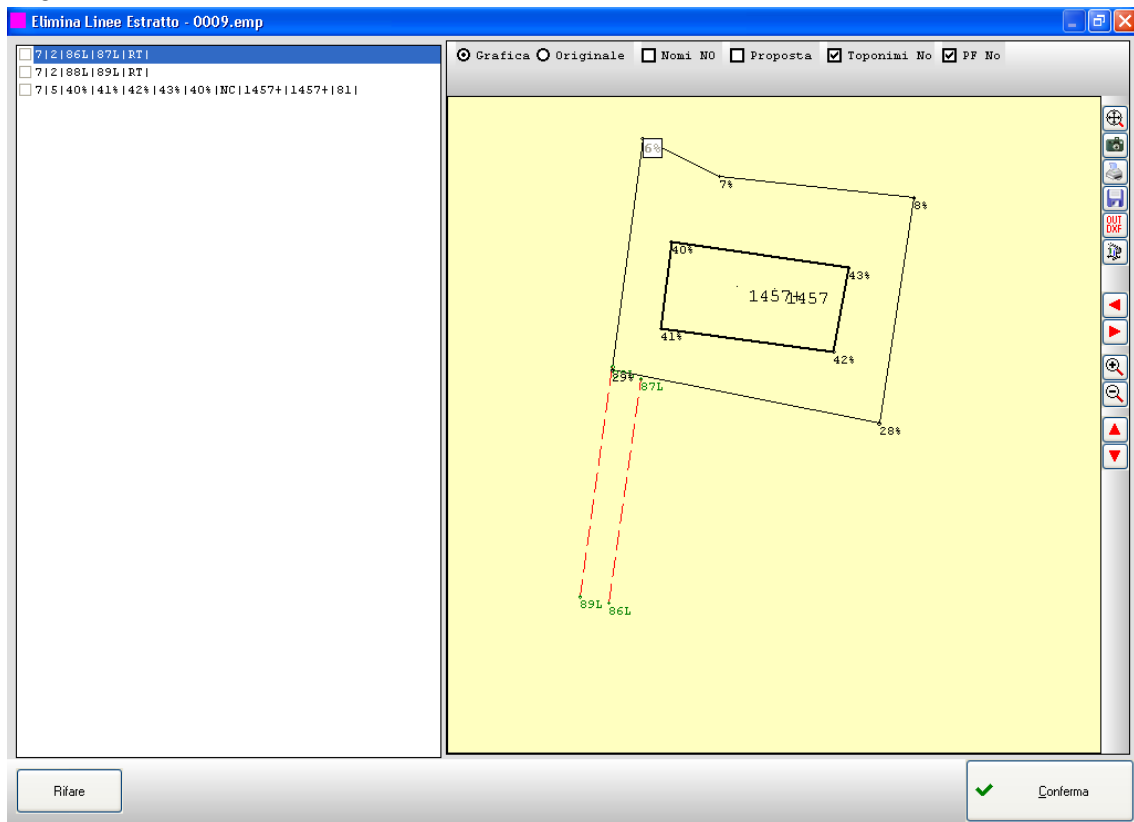 Elimina Linee Estratto - 0009.emp
7|2|86L|87L|RT|
7|2|88L|89L|RT|
7|5|40%|41%|42%|43%|40%|NC|1457+|1457+|81|
Grafica Originale Nomi NO Proposta Toponimi No PF No
6%
7%
8%
40%
43%
1457+
1457
41%
42%
29%
87L
28%
89L
86L
OUT
DXF
Rifare
Conferma